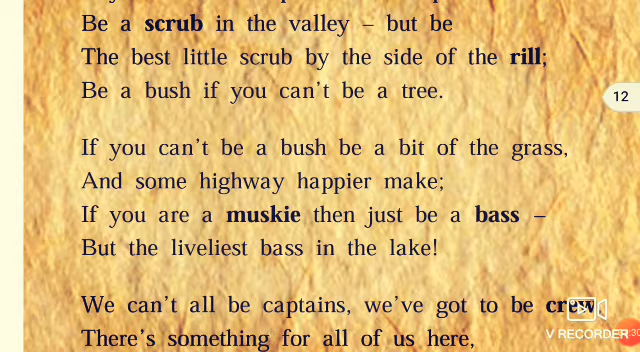 Be a scrub in the valley – but be
The best little scrub by the side of the rill;
Be a bush if you can't be a tree.
12
If you can't be a bush be a bit of the grass,
And some highway happier make;
If you are a muskie then just be a bass –
But the liveliest bass in the lake!
We can't all be captains, we've got to be crew,
V RECORDER
There's something for all of us here,